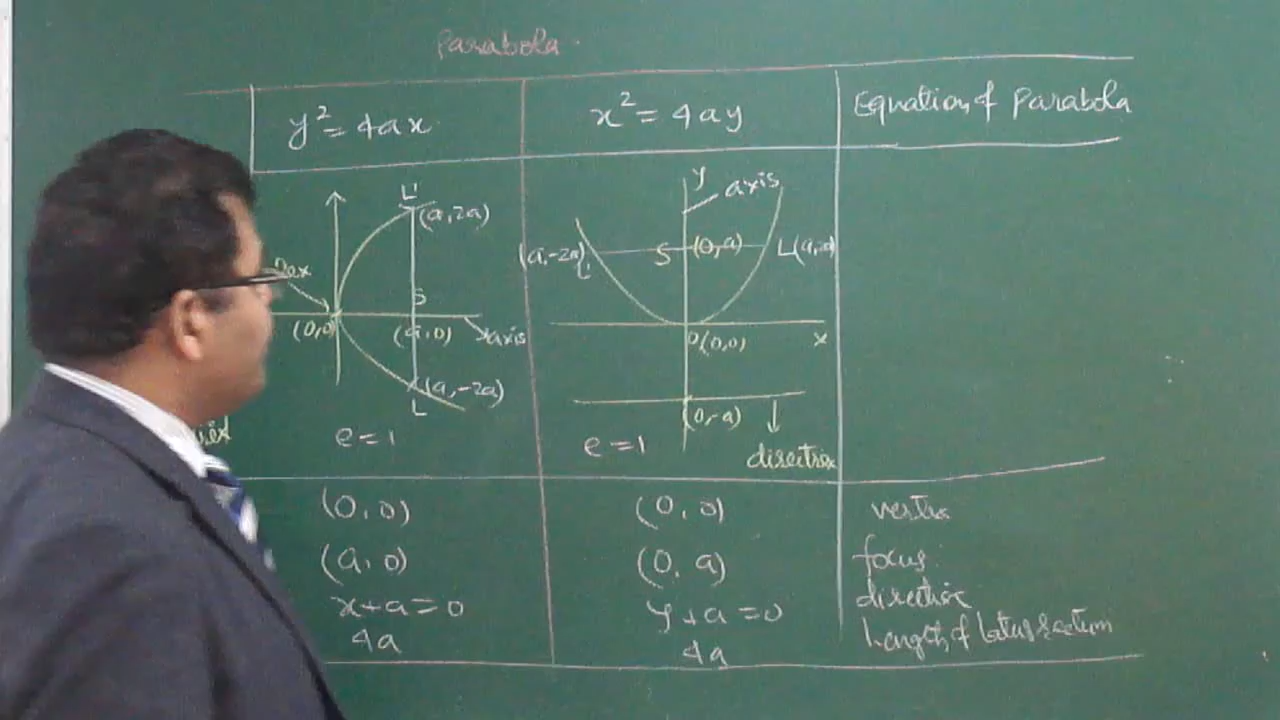 Parabola
y² = 4ax
x² = 4ay
Equation of Parabola
L'
(a, 2a)
S
(0,0)
(a,0)
axis
(a,-2a)
L
e=1
Y
axis
(a,-2a)
L'
S
(0,a)
L(a,
O(0,0)
x
(0,-a)
directrix
e=1
(0,0)
(0,0)
vertex
(a,0)
(0,a)
focus
x+a=0
y+a=0
directrix
4a
4a
Length of latus rectum